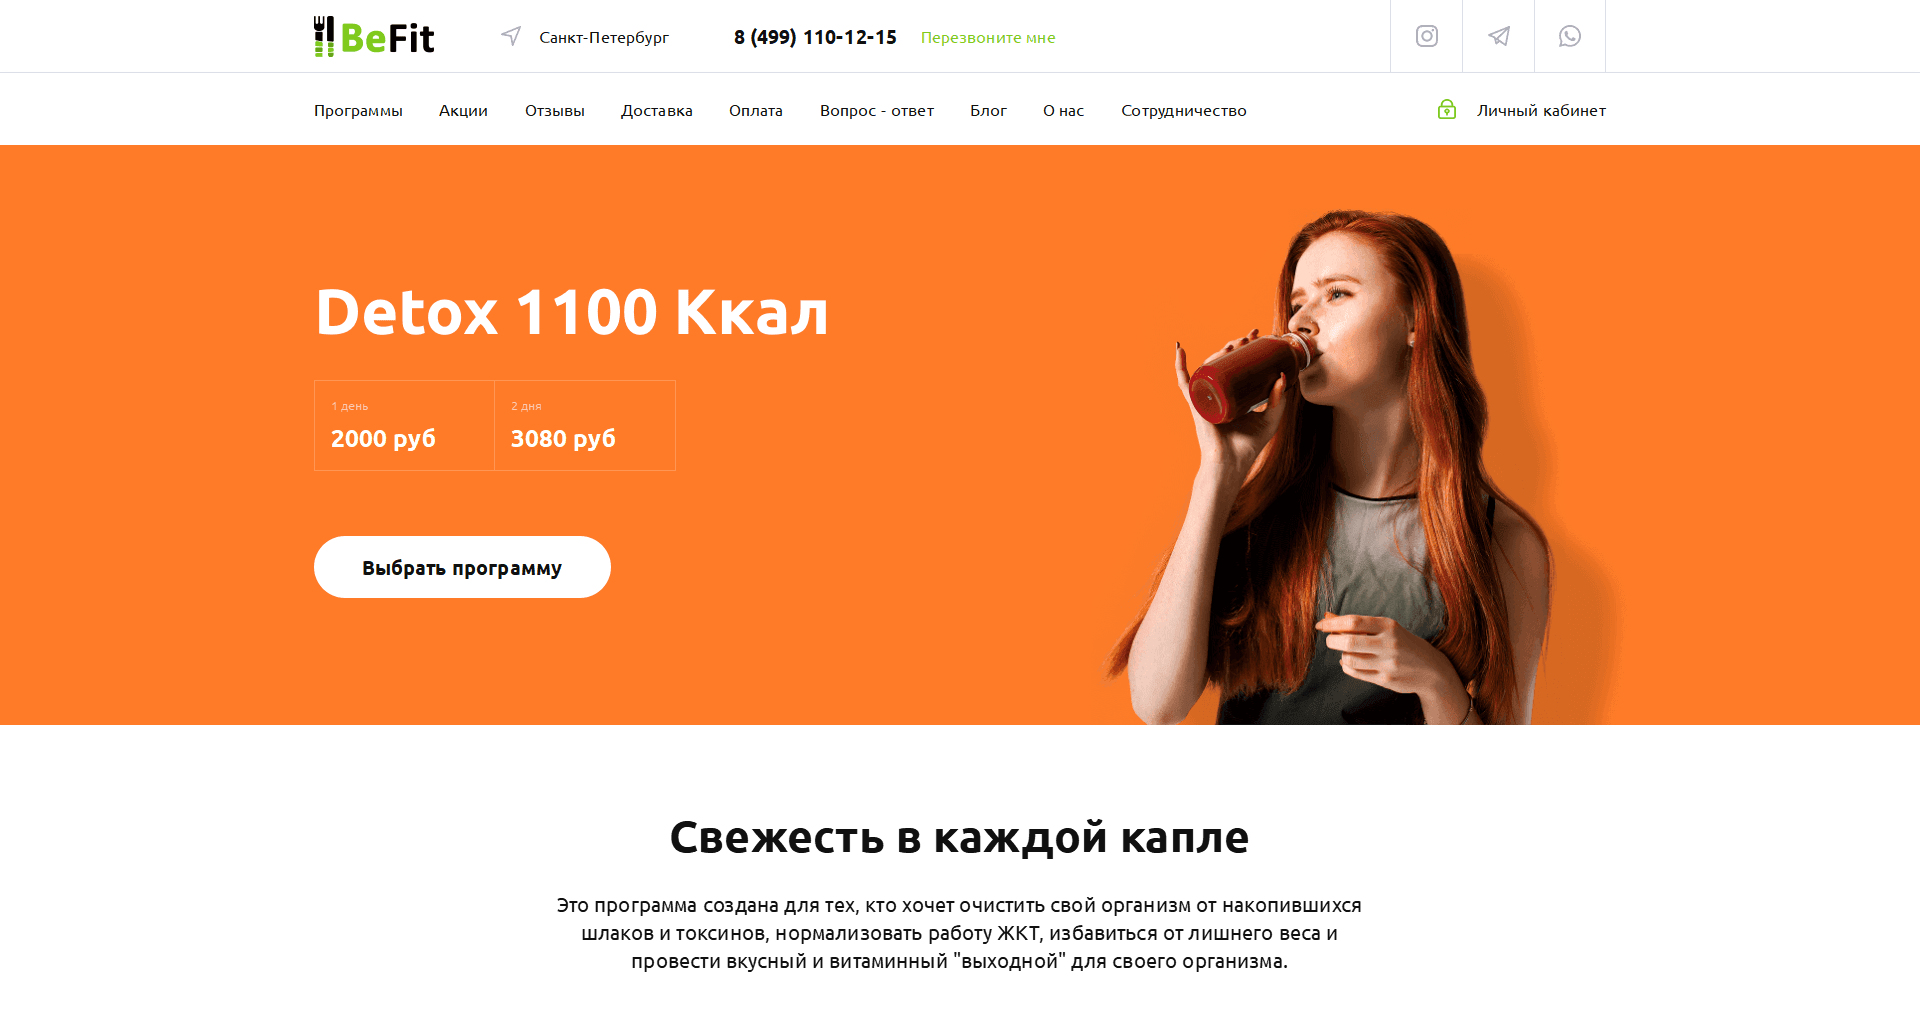 BeFit
Санкт-Петербург
8 (499) 110-12-15
Перезвоните мне
Программы
Акции
Отзывы
Доставка
Оплата
Вопрос - ответ
Блог
О нас
Сотрудничество
Личный кабинет
Detox 1100 Ккал
1 день
2000 руб
2 дня
3080 руб
Выбрать программу
Свежесть в каждой капле
Это программа создана для тех, кто хочет очистить свой организм от накопившихся
шлаков и токсинов, нормализовать работу ЖКТ, избавиться от лишнего веса и
провести вкусный и витаминный "выходной" для своего организма.